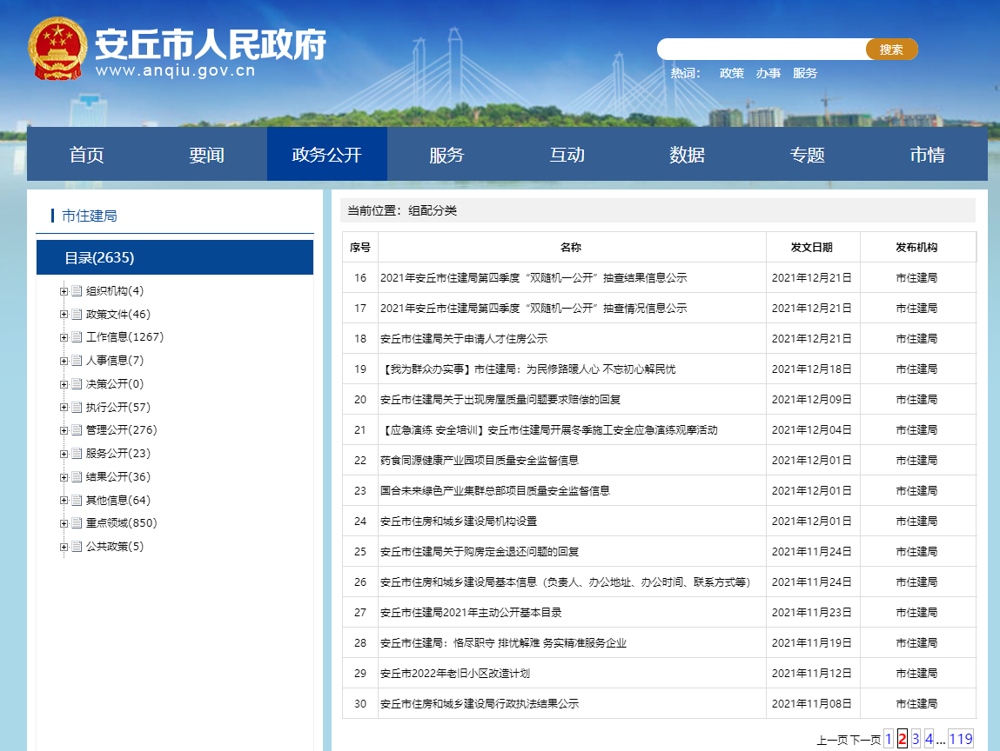 安丘市人民政府
www.anqiu.gov.cn
搜索
热词： 政策 办事 服务
首页 要闻 政务公开 服务 互动 数据 专题 市情
市住建局
目录(2635)
组织机构(4)
政策文件(46)
工作信息(1267)
人事信息(7)
决策公开(0)
执行公开(57)
管理公开(276)
服务公开(23)
结果公开(36)
其他信息(64)
重点领域(850)
公共政策(5)
当前位置：组配分类
序号 名称 发文日期 发布机构
16 2021年安丘市住建局第四季度“双随机一公开”抽查结果信息公示 2021年12月21日 市住建局
17 2021年安丘市住建局第四季度“双随机一公开”抽查情况信息公示 2021年12月21日 市住建局
18 安丘市住建局关于申请人才住房公示 2021年12月21日 市住建局
19 【我为群众办实事】市住建局：为民修路暖人心 不忘初心解民忧 2021年12月18日 市住建局
20 安丘市住建局关于出现房屋质量问题要求赔偿的回复 2021年12月09日 市住建局
21 【应急演练 安全培训】安丘市住建局开展冬季施工安全应急演练观摩活动 2021年12月04日 市住建局
22 药食同源健康产业园项目质量安全监督信息 2021年12月01日 市住建局
23 国合未来绿色产业集群总部项目质量安全监督信息 2021年12月01日 市住建局
24 安丘市住房和城乡建设局机构设置 2021年12月01日 市住建局
25 安丘市住建局关于购房定金退还问题的回复 2021年11月24日 市住建局
26 安丘市住房和城乡建设局基本信息（负责人、办公地址、办公时间、联系方式等） 2021年11月24日 市住建局
27 安丘市住建局2021年主动公开基本目录 2021年11月23日 市住建局
28 安丘市住建局：恪尽职守 排忧解难 务实精准服务企业 2021年11月19日 市住建局
29 安丘市2022年老旧小区改造计划 2021年11月12日 市住建局
30 安丘市住房和城乡建设局行政执法结果公示 2021年11月08日 市住建局
上一页 下一页 1 2 3 4 ... 119